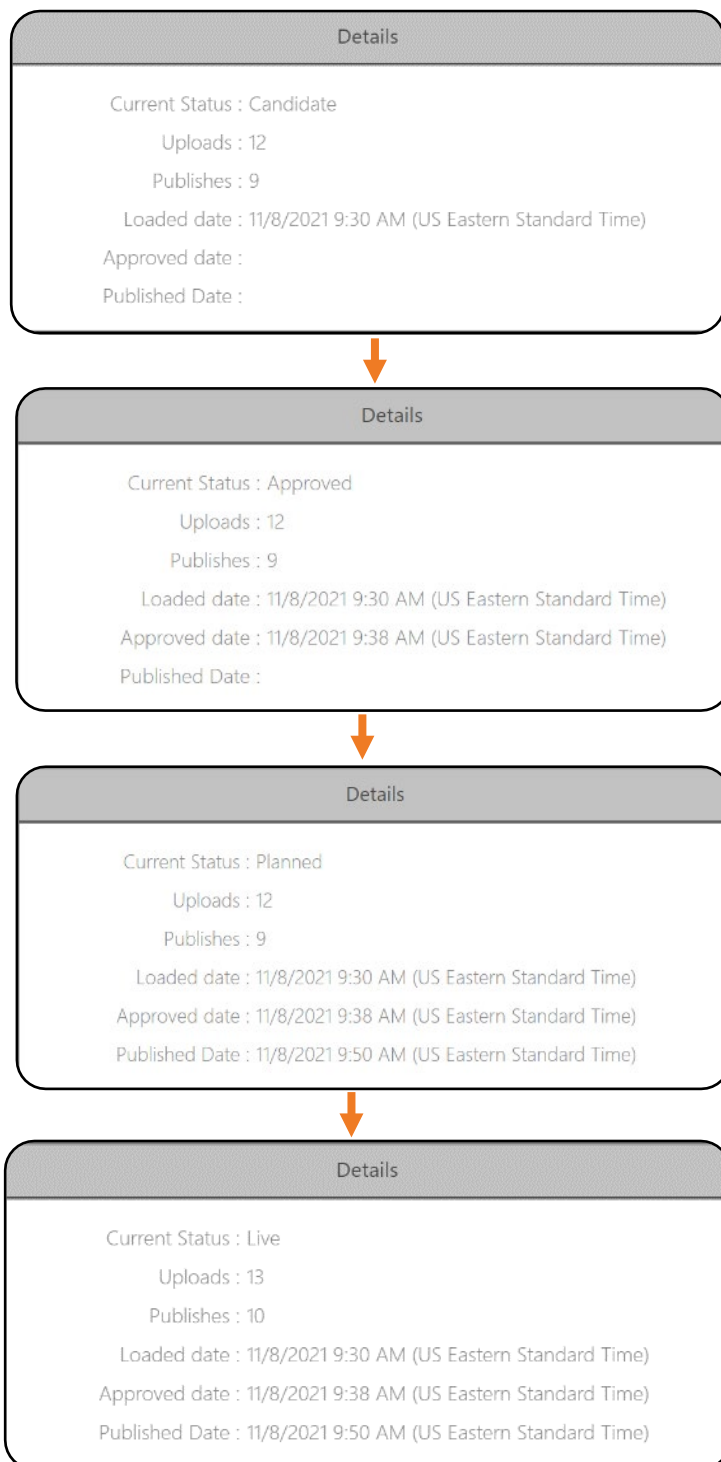 Details
Current Status : Candidate
Uploads : 12
Publishes : 9
Loaded date : 11/8/2021 9:30 AM (US Eastern Standard Time)
Approved date :
Published Date :
Details
Current Status : Approved
Uploads : 12
Publishes : 9
Loaded date : 11/8/2021 9:30 AM (US Eastern Standard Time)
Approved date : 11/8/2021 9:38 AM (US Eastern Standard Time)
Published Date :
Details
Current Status : Planned
Uploads : 12
Publishes : 9
Loaded date : 11/8/2021 9:30 AM (US Eastern Standard Time)
Approved date : 11/8/2021 9:38 AM (US Eastern Standard Time)
Published Date : 11/8/2021 9:50 AM (US Eastern Standard Time)
Details
Current Status : Live
Uploads : 13
Publishes : 10
Loaded date : 11/8/2021 9:30 AM (US Eastern Standard Time)
Approved date : 11/8/2021 9:38 AM (US Eastern Standard Time)
Published Date : 11/8/2021 9:50 AM (US Eastern Standard Time)